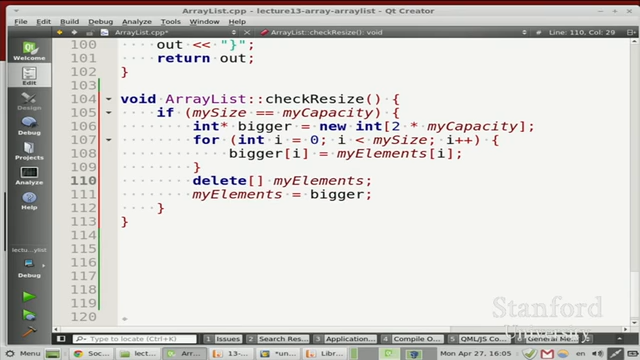 ArrayList.cpp - lecture13-array-arraylist - Qt Creator
File Edit Build Debug Analyze Tools Window Help
ArrayList.cpp* ArrayList::checkResize(): void Line: 110, Col: 29
Welcome
Edit
Design
Debug
Projects
Analyze
Help
Debug
100 out << "}";
101 return out;
102 }
103
104 void ArrayList::checkResize() {
105 if (mySize == myCapacity) {
106 int* bigger = new int[2 * myCapacity];
107 for (int i = 0; i < mySize; i++) {
108 bigger[i] = myElements[i];
109 }
110 delete[] myElements;
111 myElements = bigger;
112 }
113 }
114
115
116
117
118
119
120
Stanford
University
Type to locate (Ctrl+K) 1 Issues 2 Search Res... 3 Application... 4 Compile O... 5 QML/JS Co... 6 General Me...
Menu Mon Apr 27, 16:05 en